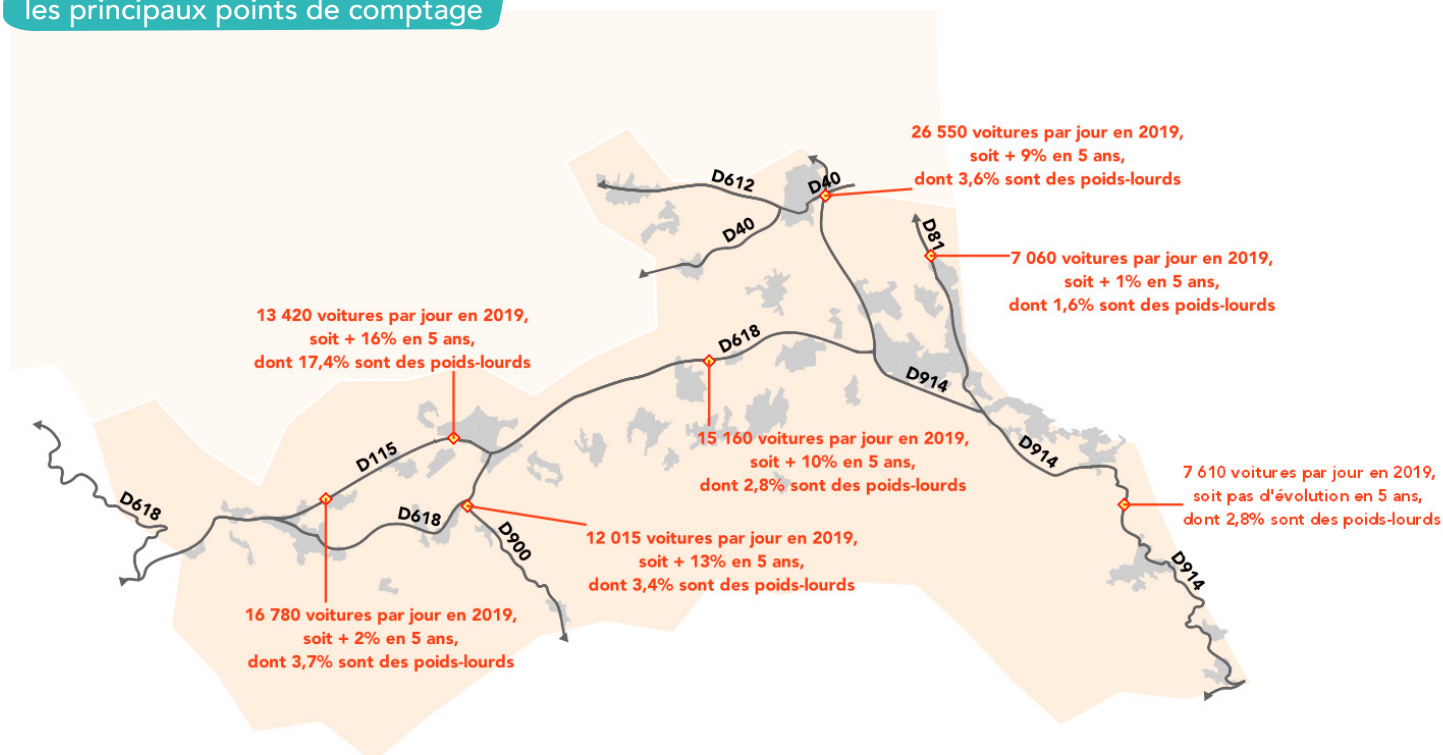 les principaux points de comptage
26 550 voitures par jour en 2019,
soit + 9% en 5 ans,
dont 3,6% sont des poids-lourds
D612
D40
D40
D81
7 060 voitures par jour en 2019,
soit + 1% en 5 ans,
dont 1,6% sont des poids-lourds
13 420 voitures par jour en 2019,
soit + 16% en 5 ans,
dont 17,4% sont des poids-lourds
D618
D914
15 160 voitures par jour en 2019,
soit + 10% en 5 ans,
dont 2,8% sont des poids-lourds
D115
D914
7 610 voitures par jour en 2019,
soit pas d'évolution en 5 ans,
dont 2,8% sont des poids-lourds
D618
D618
D900
12 015 voitures par jour en 2019,
soit + 13% en 5 ans,
dont 3,4% sont des poids-lourds
D914
16 780 voitures par jour en 2019,
soit + 2% en 5 ans,
dont 3,7% sont des poids-lourds